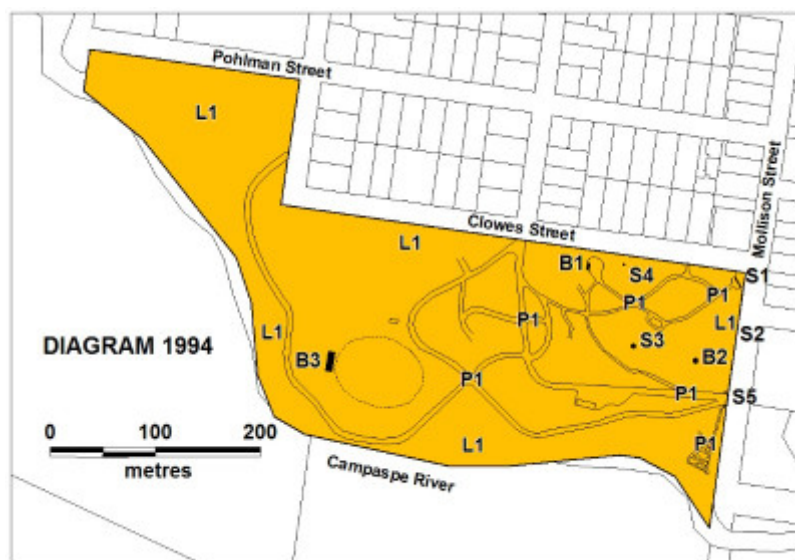 Pohlman Street
L1
Mollison Street
Clowes Street
L1
B1
S4
S1
P1
P1
L1
P1
S2
L1
S3
DIAGRAM 1994
B3
B2
P1
P1
S5
0 100 200
metres
L1
P1
Campaspe River